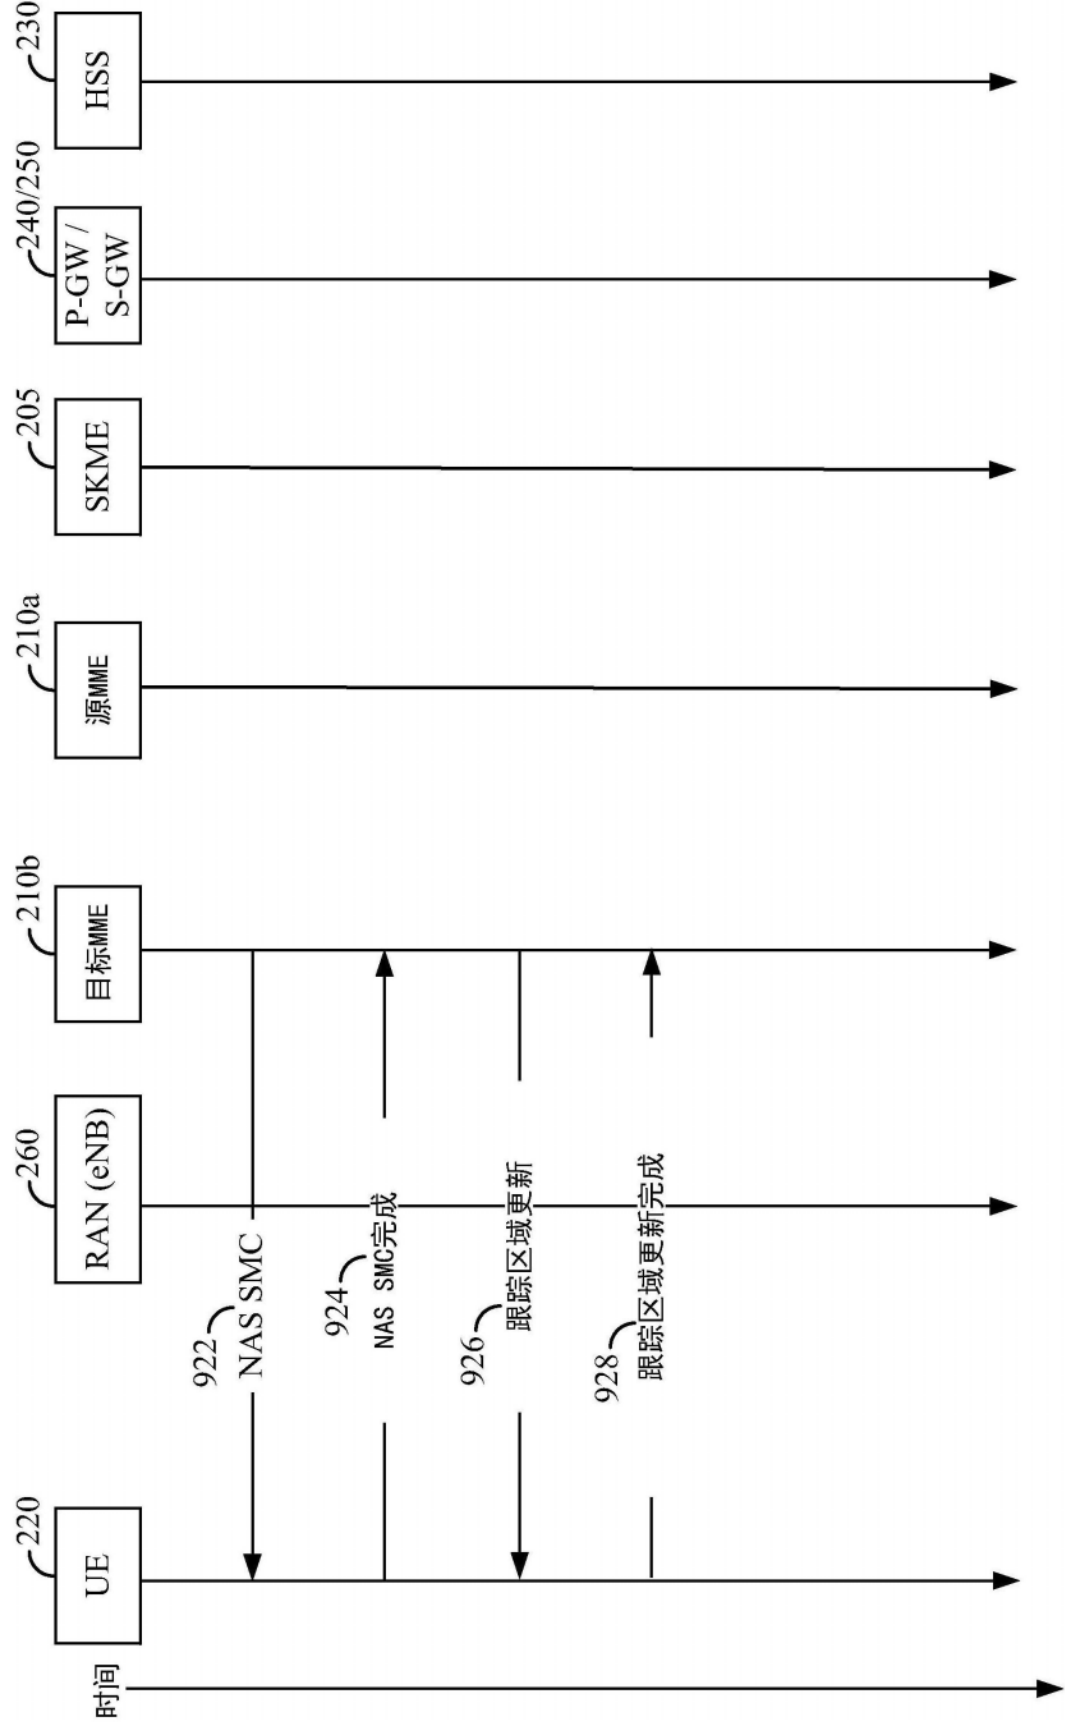 时间
220
UE
260
RAN (eNB)
210b
目标MME
210a
源MME
205
SKME
240/250
P-GW /
S-GW
230
HSS
922
NAS SMC
924
NAS SMC完成
926
跟踪区域更新
928
跟踪区域更新完成